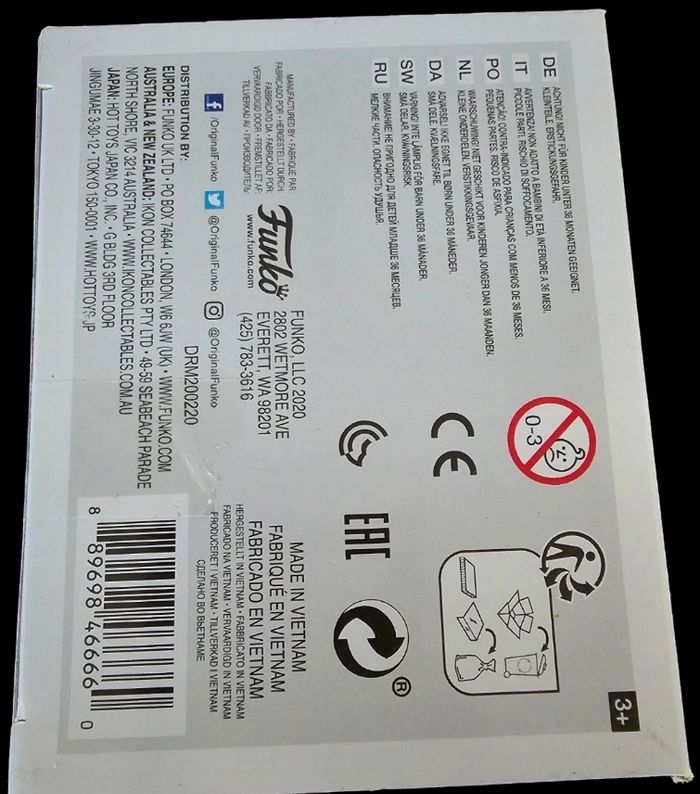 DE ACHTUNG! NICHT FÜR KINDER UNTER 36 MONATEN GEEIGNET.
KLEINTEILE. ERSTICKUNGSGEFAHR.
IT AVVERTENZA! NON ADATTO A BAMBINI DI ETÀ INFERIORE A 36 MESI.
PICCOLE PARTI. RISCHIO DI SOFFOCAMENTO.
PO ATENÇÃO! CONTRA-INDICADO PARA CRIANÇAS COM MENOS DE 36 MESES.
PEQUENAS PARTES. RISCO DE ASFIXIA.
NL WAARSCHUWING! NIET GESCHIKT VOOR KINDEREN JONGER DAN 36 MAANDEN.
KLEINE ONDERDELEN. VERSTIKKINGSGEVAAR.
DA ADVARSEL! IKKE EGNET TIL BØRN UNDER 36 MÅNEDER.
SMÅ DELE. KVÆLNINGSFARE.
SW VARNING! INTE LÄMPLIG FÖR BARN UNDER 36 MÅNADER.
SMÅ DELAR. KVÄVNINGSRISK.
RU ВНИМАНИЕ! НЕ ПРИГОДНО ДЛЯ ДЕТЕЙ МЛАДШЕ 36 МЕСЯЦЕВ.
МЕЛКИЕ ЧАСТИ. ОПАСНОСТЬ УДУШЬЯ.
0-3
3+
CE
EAC
®
MANUFACTURED BY • FABRIQUÉ PAR
FABRICADO POR • HERGESTELLT DURCH
FABBRICATO DA • FABRICADO POR
VERVAARDIGD DOOR • FREMSTILLET AF
TILLVERKAD AV • ПРОИЗВОДИТЕЛЬ:
Funko
www.funko.com
FUNKO, LLC 2020
2802 WETMORE AVE
EVERETT, WA 98201
(425) 783-3616
/OriginalFunko @OriginalFunko @OriginalFunko
DRM200220
DISTRIBUTION BY:
EUROPE: FUNKO UK LTD • PO BOX 74644 • LONDON, W6 6JW (UK) • WWW.FUNKO.COM
AUSTRALIA & NEW ZEALAND: IKON COLLECTABLES PTY LTD • 49-59 SEABEACH PARADE
NORTH SHORE, VIC 3214 AUSTRALIA • WWW.IKONCOLLECTABLES.COM.AU
JAPAN: HOT TOYS JAPAN CO., INC. • G BLDG 3RD FLOOR
JINGUMAE 3-30-12 • TOKYO 150-0001 • WWW.HOTTOYS.JP
MADE IN VIETNAM
FABRIQUÉ EN VIETNAM
FABRICADO EN VIETNAM
HERGESTELLT IN VIETNAM • FABBRICATO IN VIETNAM
FABRICADO NA VIETNAM • VERVAARDIGD IN VIETNAM
PRODUCERET I VIETNAM • TILLVERKAD I VIETNAM
СДЕЛАНО ВО ВЬЕТНАМЕ
8 89698 46666 0